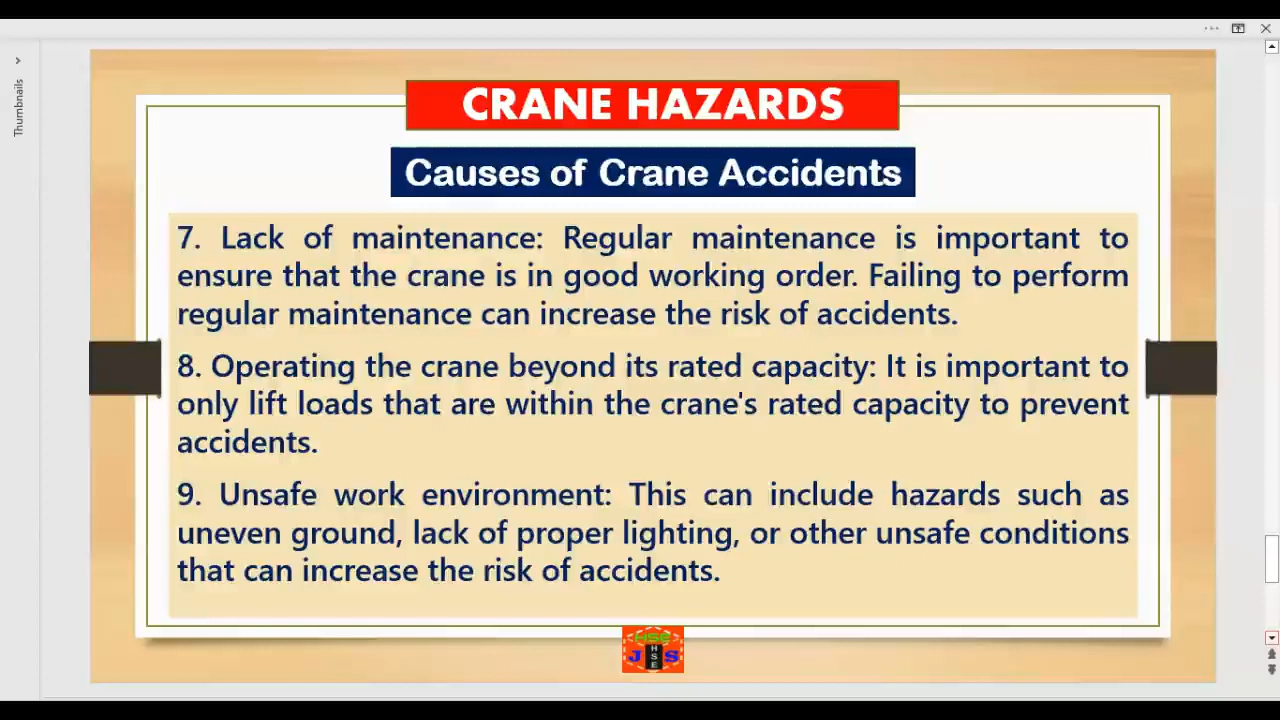 Thumbnails
CRANE HAZARDS
Causes of Crane Accidents
7. Lack of maintenance: Regular maintenance is important to
ensure that the crane is in good working order. Failing to perform
regular maintenance can increase the risk of accidents.
8. Operating the crane beyond its rated capacity: It is important to
only lift loads that are within the crane's rated capacity to prevent
accidents.
9. Unsafe work environment: This can include hazards such as
uneven ground, lack of proper lighting, or other unsafe conditions
that can increase the risk of accidents.
HSE
J HSE S